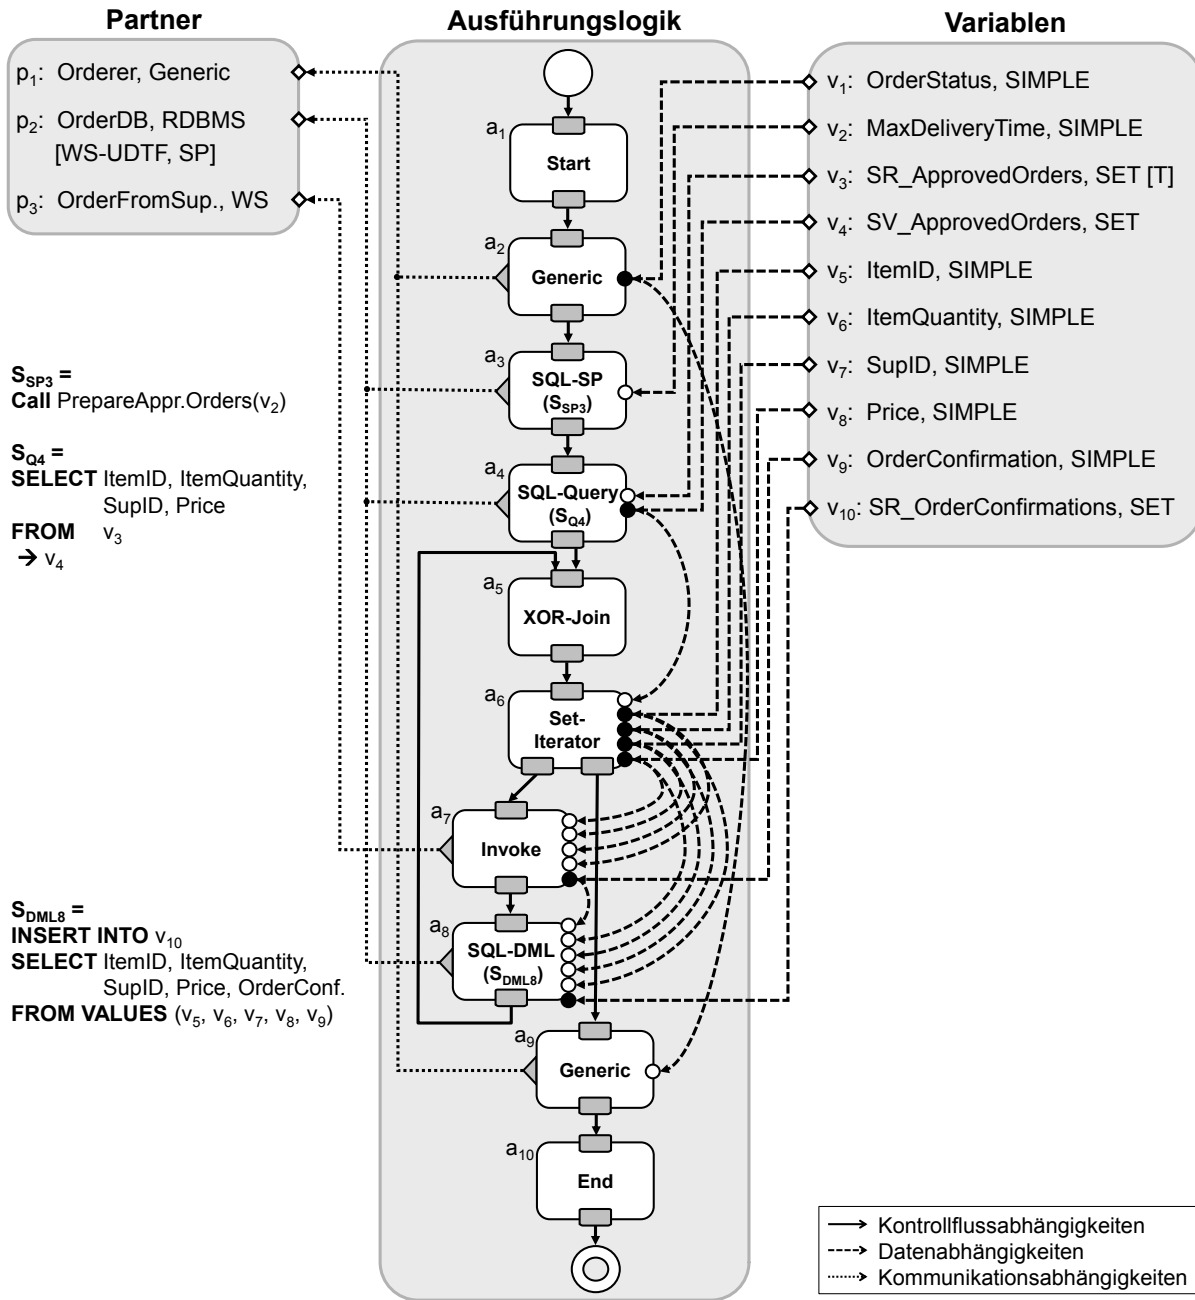 Partner
Ausführungslogik
Variablen
p1: Orderer, Generic
p2: OrderDB, RDBMS
[WS-UDTF, SP]
p3: OrderFromSup., WS
SSP3 =
Call PrepareAppr.Orders(v2)
SQ4 =
SELECT ItemID, ItemQuantity,
SupID, Price
FROM v3
→ v4
SDML8 =
INSERT INTO v10
SELECT ItemID, ItemQuantity,
SupID, Price, OrderConf.
FROM VALUES (v5, v6, v7, v8, v9)
a1
Start
a2
Generic
a3
SQL-SP
(SSP3)
a4
SQL-Query
(SQ4)
a5
XOR-Join
a6
Set-
Iterator
a7
Invoke
a8
SQL-DML
(SDML8)
a9
Generic
a10
End
v1: OrderStatus, SIMPLE
v2: MaxDeliveryTime, SIMPLE
v3: SR_ApprovedOrders, SET [T]
v4: SV_ApprovedOrders, SET
v5: ItemID, SIMPLE
v6: ItemQuantity, SIMPLE
v7: SupID, SIMPLE
v8: Price, SIMPLE
v9: OrderConfirmation, SIMPLE
v10: SR_OrderConfirmations, SET
Kontrollflussabhängigkeiten
Datenabhängigkeiten
Kommunikationsabhängigkeiten